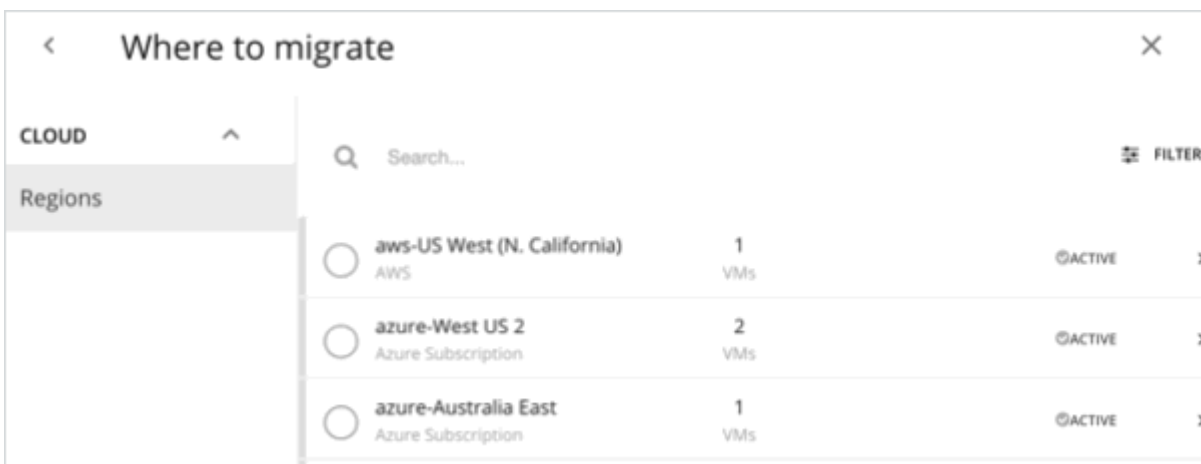 Where to migrate
CLOUD
Regions
Search...
FILTER
aws-US West (N. California)
AWS
1
VMs
ACTIVE
azure-West US 2
Azure Subscription
2
VMs
ACTIVE
azure-Australia East
Azure Subscription
1
VMs
ACTIVE